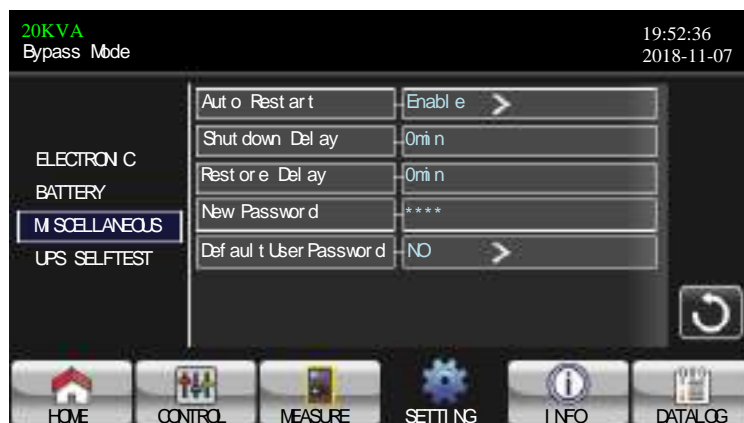 20KVA
Bypass Mode
19:52:36
2018-11-07
ELECTRONIC
BATTERY
MISCELLANEOUS
UPS SELFTEST
Auto Restart Enable >
Shutdown Delay 0min
Restore Delay 0min
New Password ****
Default User Password NO >
HOME CONTROL MEASURE SETTING INFO DATALOG